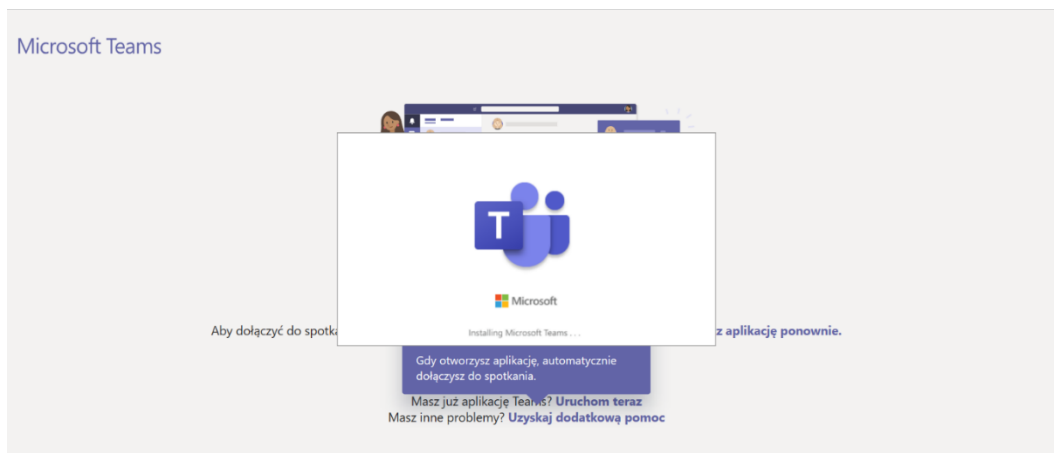 Microsoft Teams
T
Microsoft
Installing Microsoft Teams . . .
Aby dołączyć do
aplikację ponownie.
Gdy otworzysz aplikację, automatycznie
dołączysz do spotkania.
Masz już aplikację Teams? Uruchom teraz
Masz inne problemy? Uzyskaj dodatkową pomoc